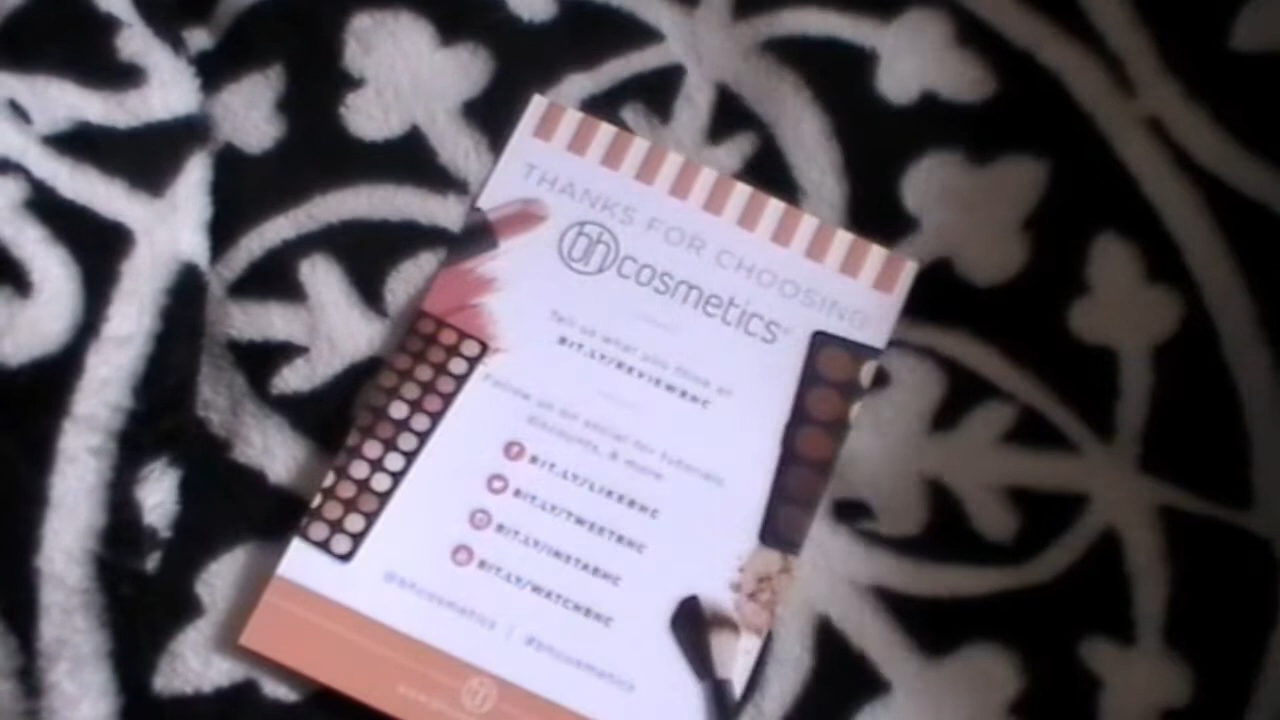 THANKS FOR CHOOSING
bh cosmetics
Tell us what you think at
BIT.LY/REVIEWBHC
Follow us on social for tutorials,
discounts, & more
BIT.LY/LIKEBHC
BIT.LY/TWEETBHC
BIT.LY/INSTABHC
BIT.LY/WATCHBHC
@bhcosmetics | #bhcosmetics
bh